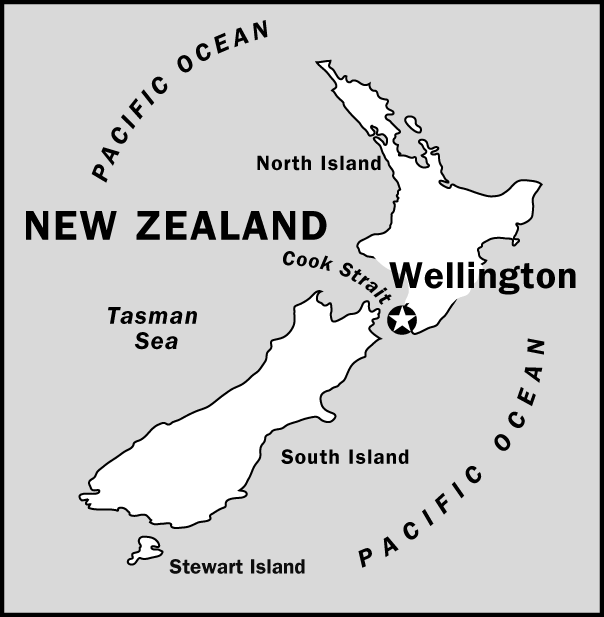 PACIFIC OCEAN
North Island
NEW ZEALAND
Cook Strait
Wellington
Tasman
Sea
PACIFIC OCEAN
South Island
Stewart Island